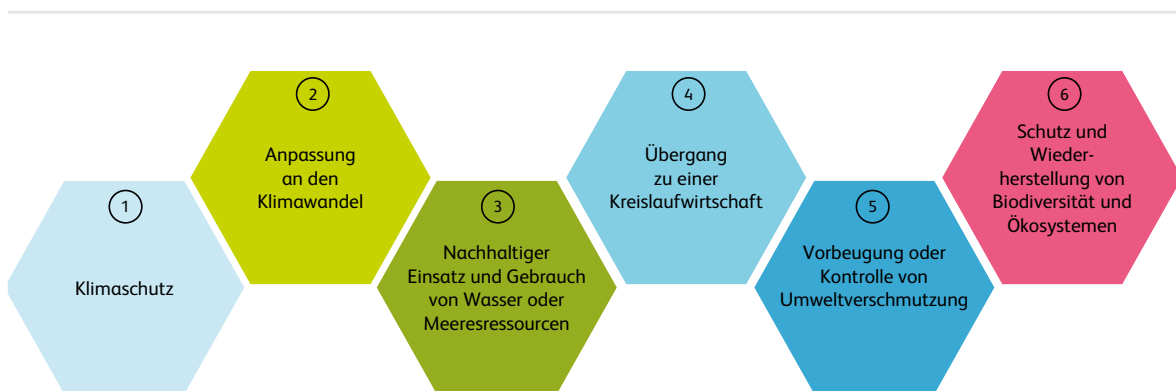 1
Klimaschutz
2
Anpassung
an den
Klimawandel
3
Nachhaltiger
Einsatz und Gebrauch
von Wasser oder
Meeresressourcen
4
Übergang
zu einer
Kreislaufwirtschaft
5
Vorbeugung oder
Kontrolle von
Umweltverschmutzung
6
Schutz und
Wieder-
herstellung von
Biodiversität und
Ökosystemen